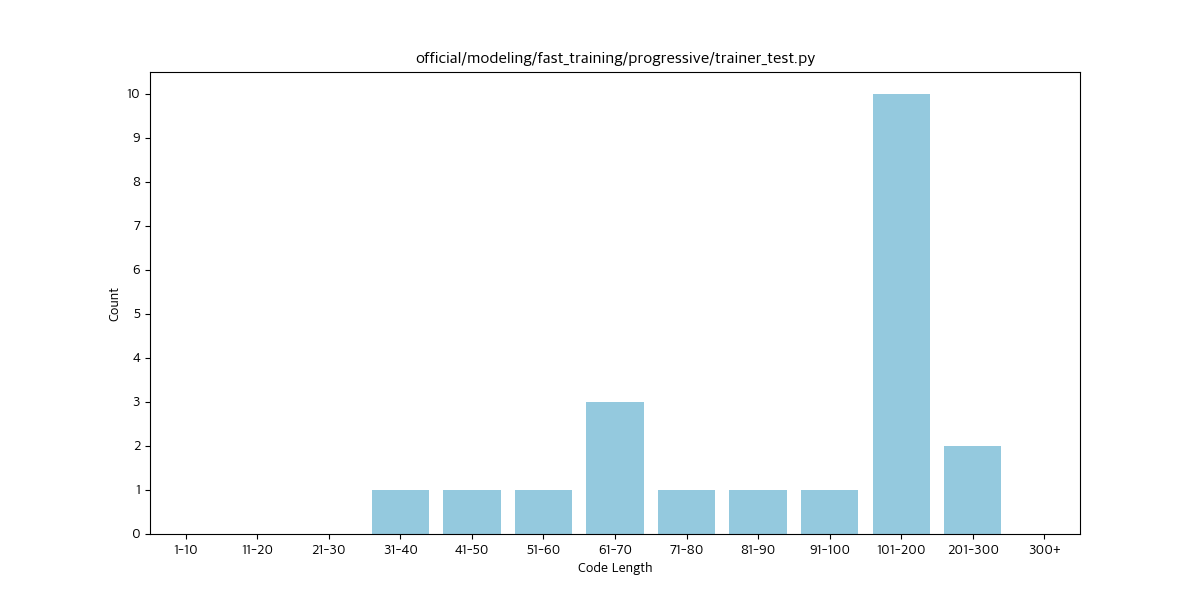 official/modeling/fast_training/progressive/trainer_test.py
10
9
8
7
6
5
4
3
2
1
0
Count
1-10 11-20 21-30 31-40 41-50 51-60 61-70 71-80 81-90 91-100 101-200 201-300 300+
Code Length